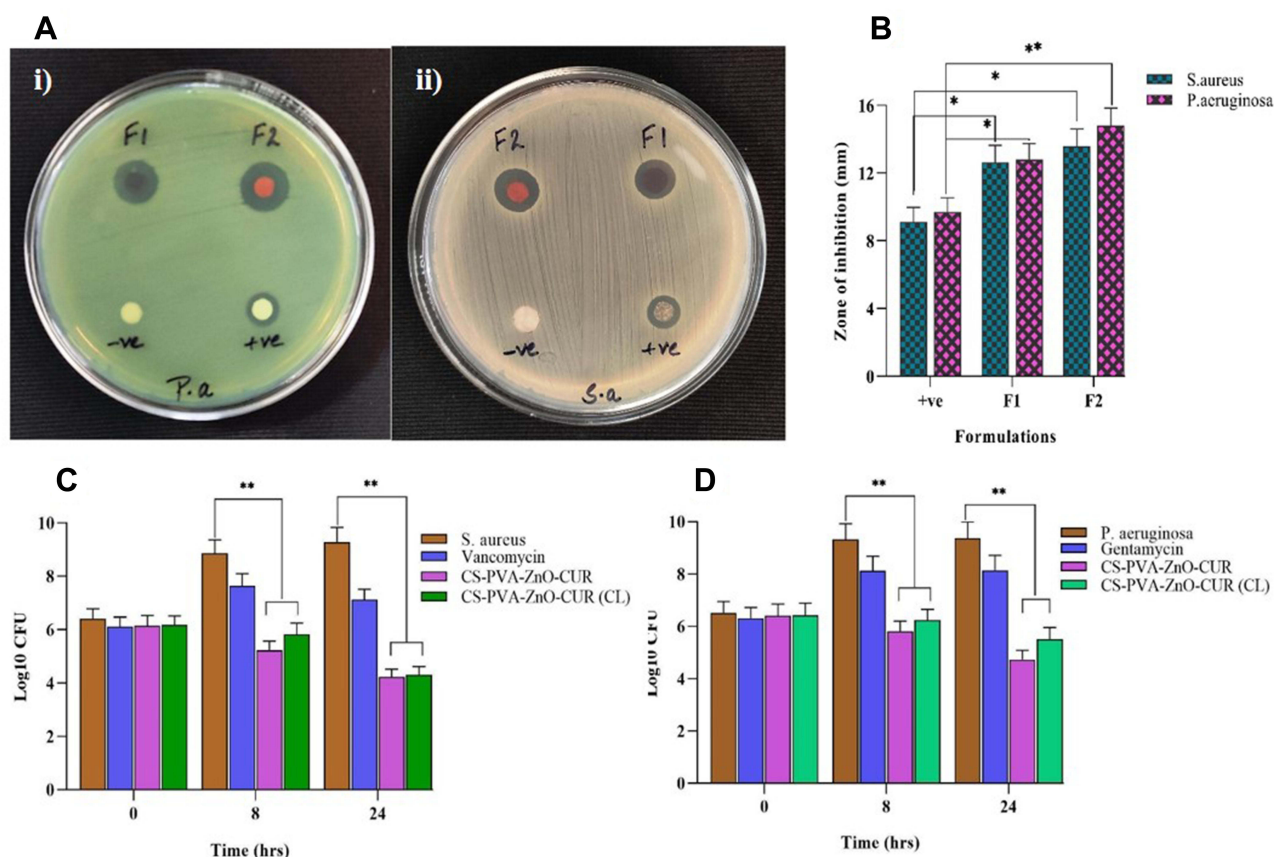 A
i)
F1
F2
-ve
+ve
P.a
ii)
F2
F1
-ve
+ve
S.a
B
**
*
*
*
S.aureus
P.aeruginosa
Zone of inhibition (mm)
16
12
8
4
0
+ve
F1
F2
Formulations
C
**
**
S. aureus
Vancomycin
CS-PVA-ZnO-CUR
CS-PVA-ZnO-CUR (CL)
Log10 CFU
10
8
6
4
2
0
0
8
24
Time (hrs)
D
**
**
P. aeruginosa
Gentamycin
CS-PVA-ZnO-CUR
CS-PVA-ZnO-CUR (CL)
Log10 CFU
10
8
6
4
2
0
0
8
24
Time (hrs)